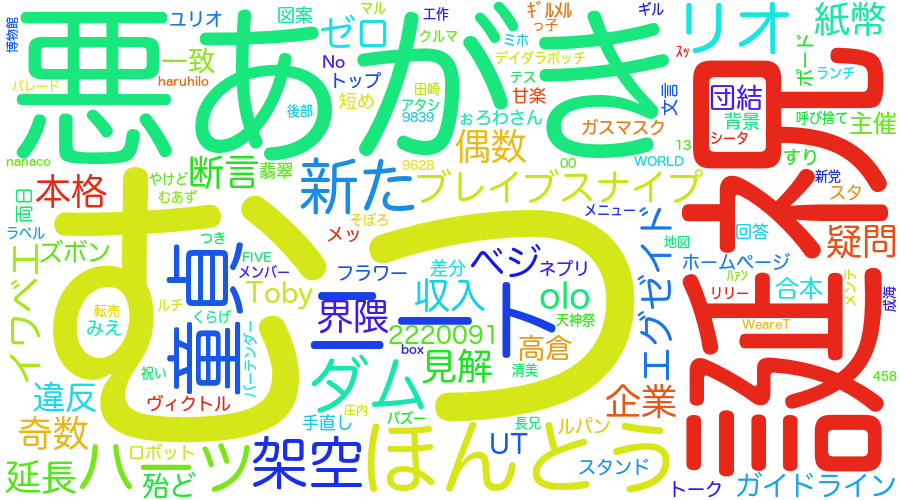 悪あがき
むつ
祝
証
ほんとう
童貞
ダム
ハーツ
架空
新た
リオ
ゼロ
ユリオ
図案
マル
工作
クルマ
ギルメル
っ子
ギル
ミホ
デイダラボッチ
紙幣
ボード
ランチ
博物館
パレード
一致
haruhilo
No
トップ
短め
後部
田崎
アタシ
9839
テス
甘楽
ぉろわさん
ガスマスク
文言
スッ
団結
背景
シータ
呼び捨て
主催
13
すり
新党
スタ
nanaco
やけど
むあず
断言
翡翠
本格
両日
ラベル
ズボン
イワベエ
9628
00
WORLD
偶数
ブレイブスナイプ
メニュー
そぼろ
メッ
つき
FIVE
メンバー
フラワー
差分
ベジ
ネプリ
ート
地図
回答
疑問
ホームページ
ファン
リリー
合本
メンテ
成海
エグゼイド
WeareT
458
Toby
界隈
収入
olo
天神祭
2220091
box
見解
高倉
清美
転売
みえ
ルチ
くらげ
バーテンダー
祝い
違反
ヴィクトル
奇数
ロボット
延長
殆ど
庄内
手直し
パズー
長兄
ルパン
UT
スタンド
企業
トーク
ガイドライン